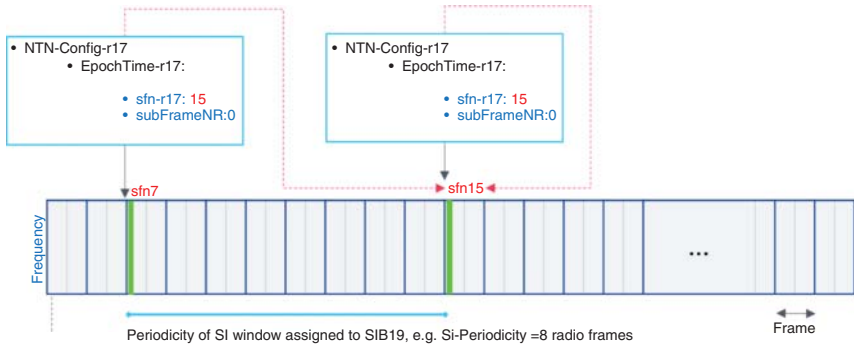 • NTN-Config-r17
• EpochTime-r17:
• sfn-r17: 15
• subFrameNR:0
• NTN-Config-r17
• EpochTime-r17:
• sfn-r17: 15
• subFrameNR:0
sfn7
sfn15
Frequency
...
Periodicity of SI window assigned to SIB19, e.g. Si-Periodicity =8 radio frames
Frame